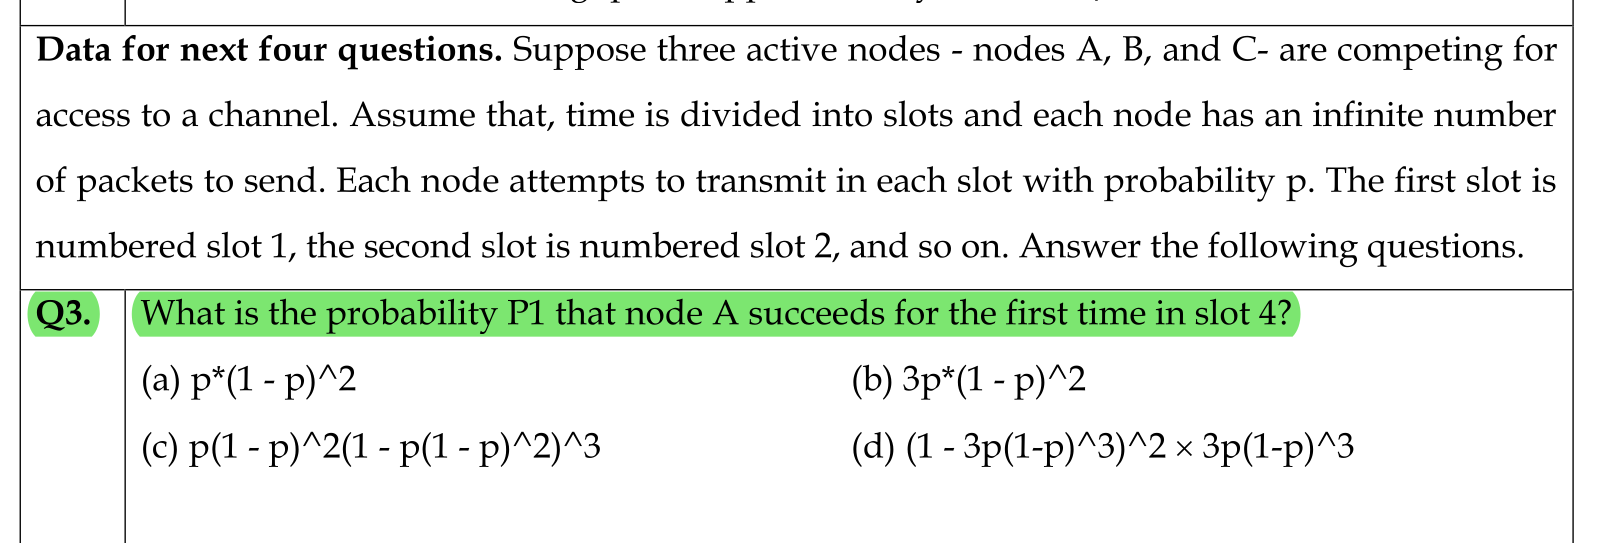 Data for next four questions. Suppose three active nodes - nodes A, B, and C- are competing for
access to a channel. Assume that, time is divided into slots and each node has an infinite number
of packets to send. Each node attempts to transmit in each slot with probability p. The first slot is
numbered slot 1, the second slot is numbered slot 2, and so on. Answer the following questions.
Q3. What is the probability P1 that node A succeeds for the first time in slot 4?
(a) p*(1 - p)^2 (b) 3p*(1 - p)^2
(c) p(1 - p)^2(1 - p(1 - p)^2)^3 (d) (1 - 3p(1-p)^3)^2 × 3p(1-p)^3